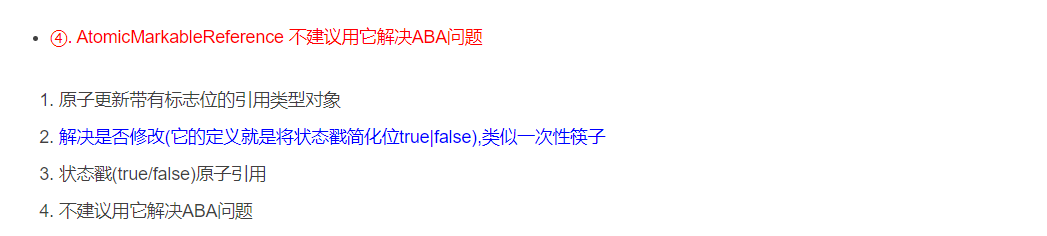 ④. AtomicMarkableReference 不建议用它解决ABA问题
1. 原子更新带有标志位的引用类型对象
2. 解决是否修改(它的定义就是将状态戳简化位true|false),类似一次性筷子
3. 状态戳(true/false)原子引用
4. 不建议用它解决ABA问题